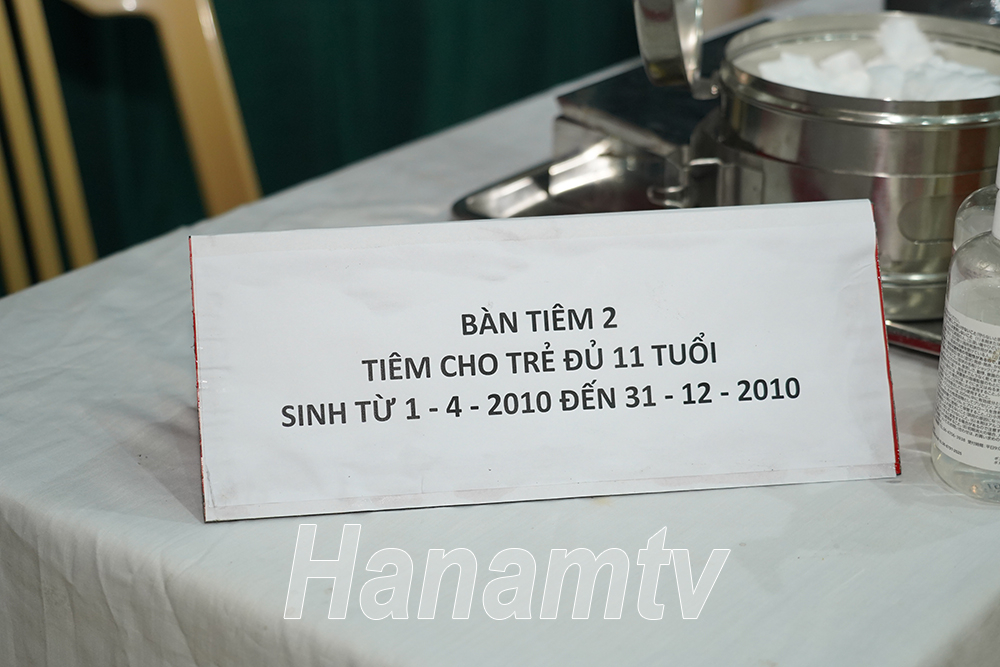 BÀN TIÊM 2
TIÊM CHO TRẺ ĐỦ 11 TUỔI
SINH TỪ 1 - 4 - 2010 ĐẾN 31 - 12 - 2010
Hanamtv